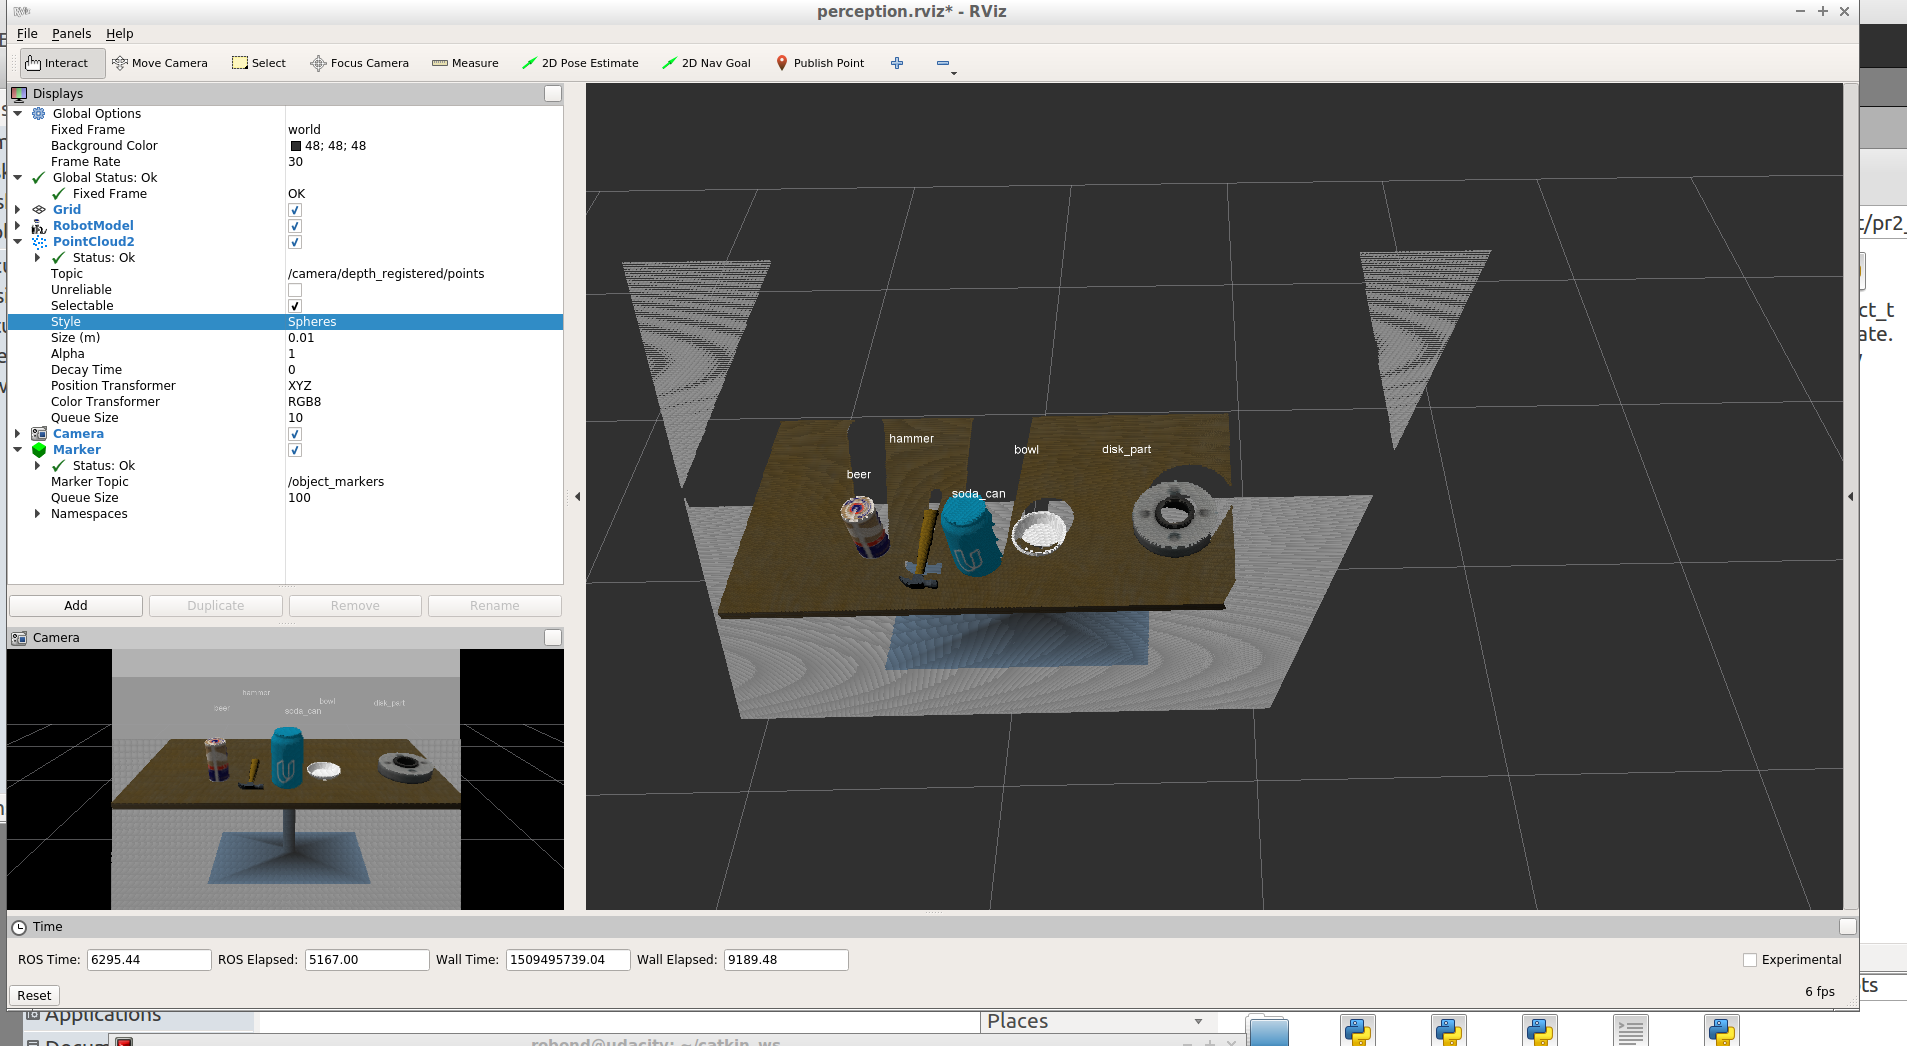 perception.rviz* - RViz
File Panels Help
Interact Move Camera Select Focus Camera Measure 2D Pose Estimate 2D Nav Goal Publish Point
Displays
Global Options
Fixed Frame world
Background Color 48; 48; 48
Frame Rate 30
Global Status: Ok
Fixed Frame OK
Grid
RobotModel
PointCloud2
Status: Ok
Topic /camera/depth_registered/points
Unreliable
Selectable
Style Spheres
Size (m) 0.01
Alpha 1
Decay Time 0
Position Transformer XYZ
Color Transformer RGB8
Queue Size 10
Camera
Marker
Status: Ok
Marker Topic /object_markers
Queue Size 100
Namespaces
Add Duplicate Remove Rename
Camera
hammer
bowl
beer
soda_can
disk_part
hammer
bowl
disk_part
beer
soda_can
Time
ROS Time: 6295.44 ROS Elapsed: 5167.00 Wall Time: 1509495739.04 Wall Elapsed: 9189.48 Experimental
Reset 6 fps
t/pr2_
ct_t
ate.
ots
Applications
Places
robond@udacity: ~/catkin_ws